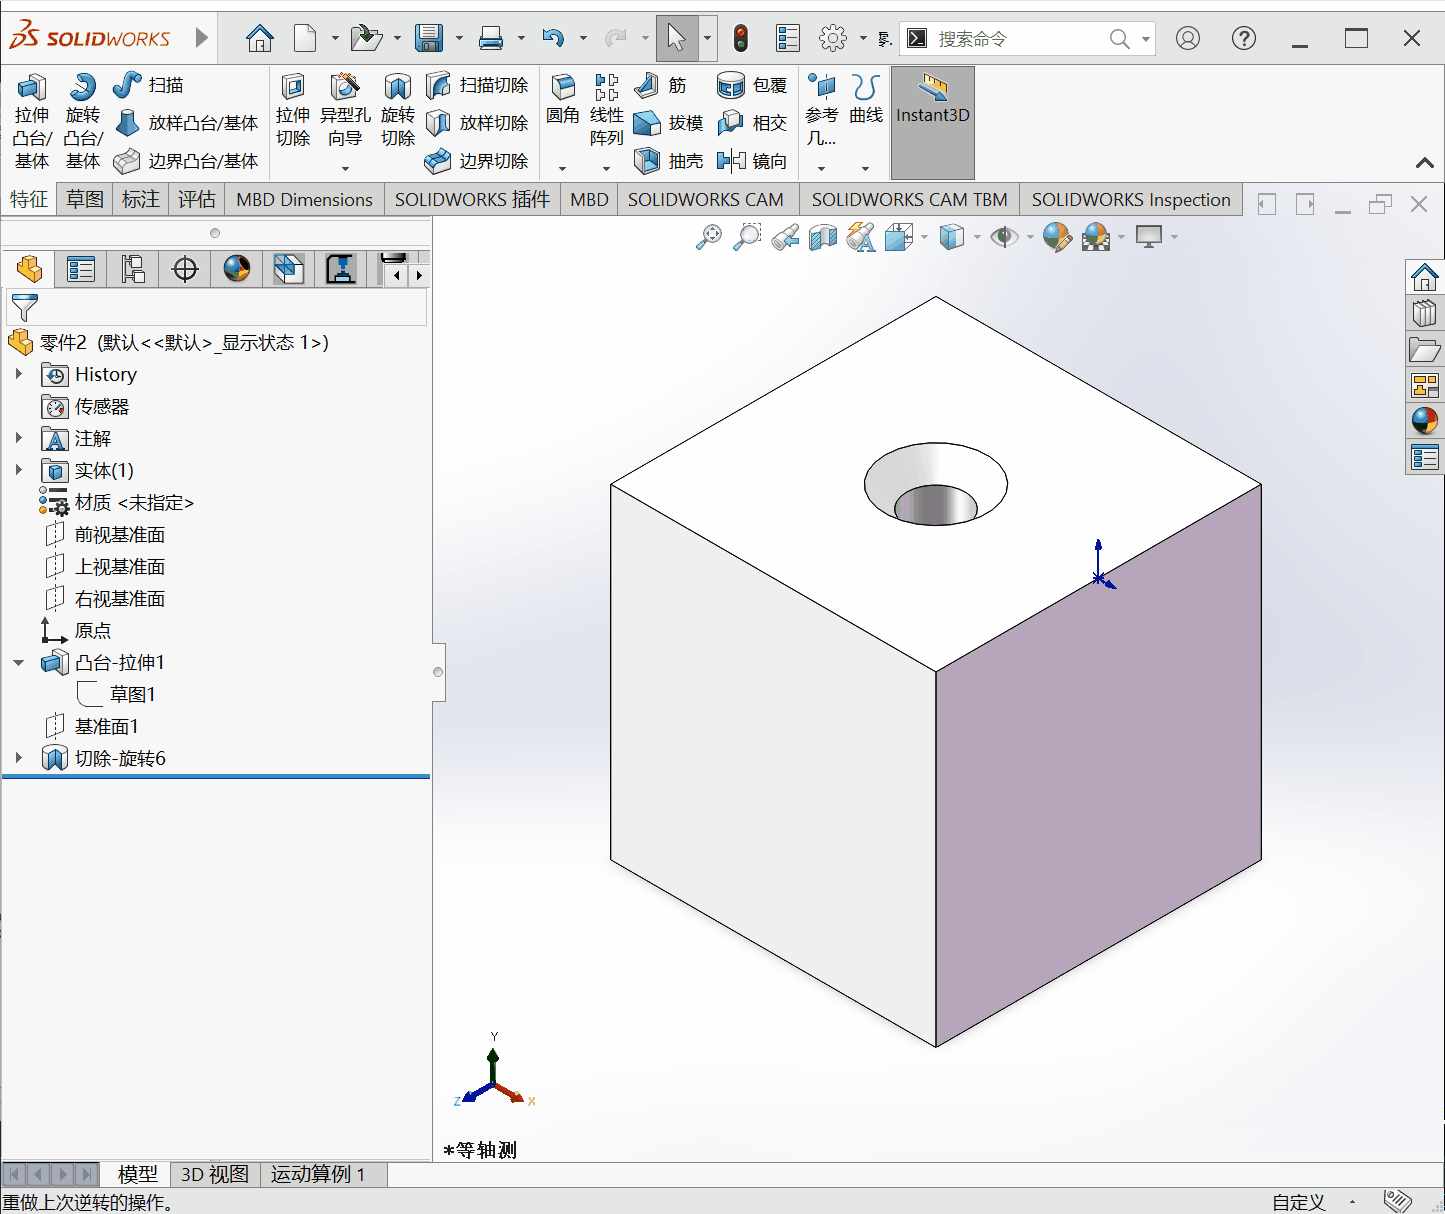 SOLIDWORKS
搜索命令
拉伸凸台/基体
旋转凸台/基体
扫描
放样凸台/基体
边界凸台/基体
拉伸切除
异型孔向导
旋转切除
扫描切除
放样切除
边界切除
圆角
线性阵列
筋
拔模
抽壳
包覆
相交
镜向
参考几...
曲线
Instant3D
特征
草图
标注
评估
MBD Dimensions
SOLIDWORKS 插件
MBD
SOLIDWORKS CAM
SOLIDWORKS CAM TBM
SOLIDWORKS Inspection
零件2 (默认<<默认>_显示状态 1>)
History
传感器
注解
实体(1)
材质 <未指定>
前视基准面
上视基准面
右视基准面
原点
凸台-拉伸1
草图1
基准面1
切除-旋转6
Y
Z
X
*等轴测
模型
3D 视图
运动算例 1
重做上次逆转的操作。
自定义